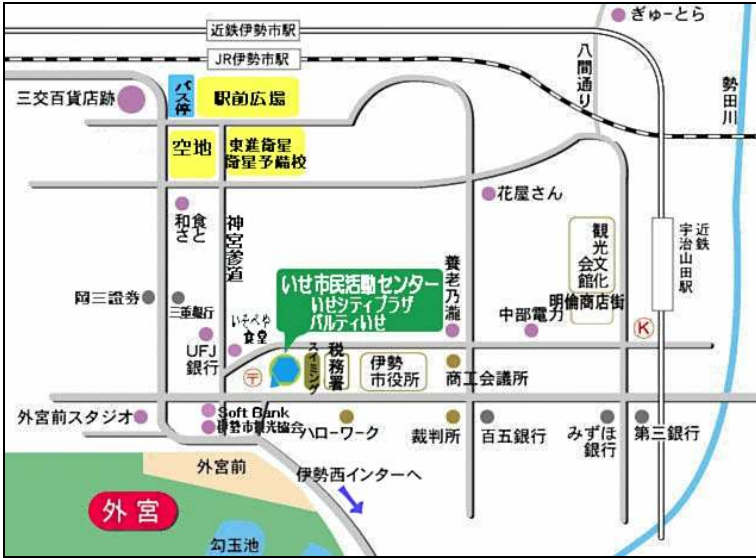 ぎゅーとら
近鉄伊勢市駅
JR伊勢市駅
八間通り
勢田川
三交百貨店跡
バス停
駅前広場
空地
東進衛星
衛星予備校
花屋さん
和食
さと
神宮参道
観光文化
会館
近鉄
宇治山田駅
いせ市民活動センター
いせシティプラザ
パルティいせ
養老乃瀧
明倫商店街
中部電力
岡三證券
三重銀行
いそべや
食堂
K
UFJ
銀行
〒
スイミング
税務署
伊勢
市役所
商工会議所
外宮前スタジオ
Soft Bank
伊勢市観光協会
ハローワーク
裁判所
百五銀行
みずほ
銀行
第三銀行
外宮前
伊勢西インターへ
外宮
勾玉池